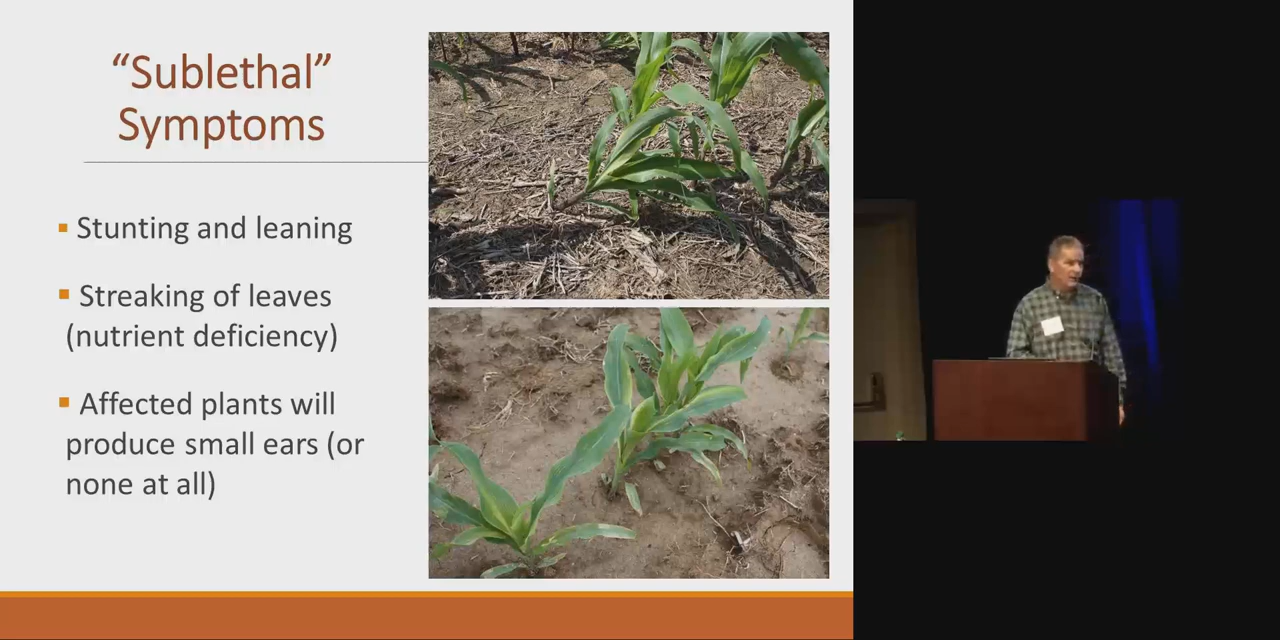 “Sublethal”
Symptoms
▪ Stunting and leaning
▪ Streaking of leaves
(nutrient deficiency)
▪ Affected plants will
produce small ears (or
none at all)